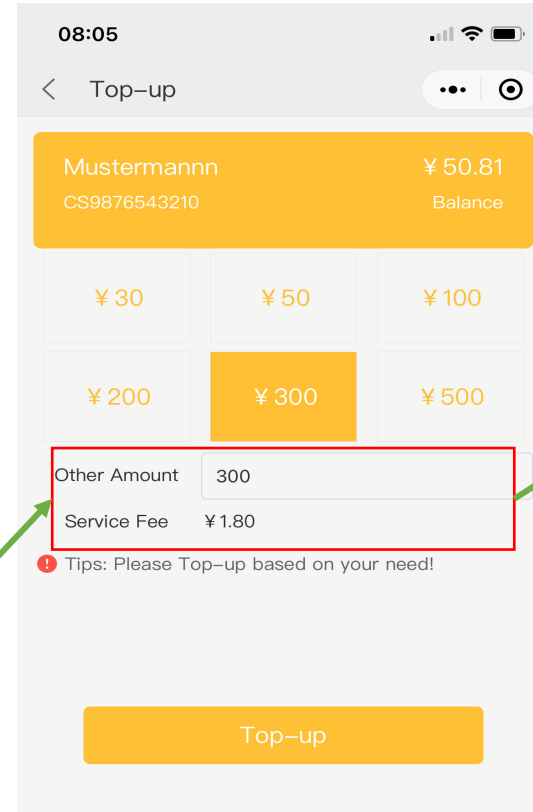 08:05
Top-up
Mustermannn ¥ 50.81
CS9876543210 Balance
¥ 30 ¥ 50 ¥ 100
¥ 200 ¥ 300 ¥ 500
Other Amount 300
Service Fee ¥ 1.80
Tips: Please Top-up based on your need!
Top-up